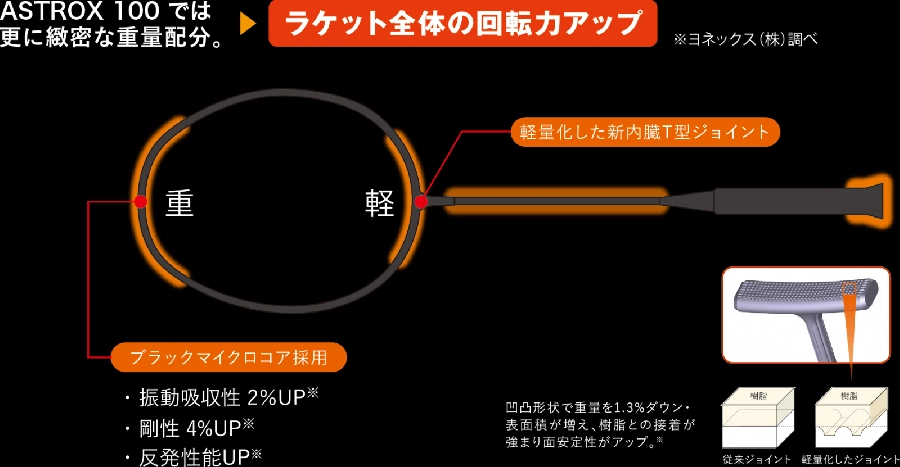 ASTROX 100 では
更に緻密な重量配分。
ラケット全体の回転力アップ
※ヨネックス(株)調べ
軽量化した新内臓T型ジョイント
重
軽
ブラックマイクロコア採用
・振動吸収性 2%UP※
・剛性 4%UP※
・反発性能UP※
凹凸形状で重量を1.3%ダウン・
表面積が増え、樹脂との接着が
強まり面安定性がアップ。※
樹脂
樹脂
従来ジョイント
軽量化したジョイント